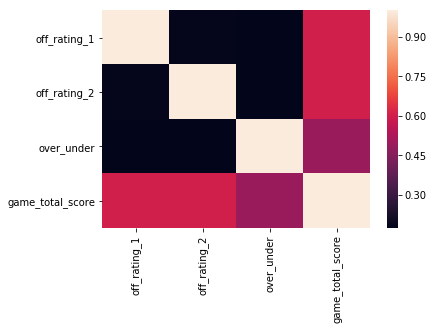 off_rating_1
off_rating_2
over_under
game_total_score
off_rating_1
off_rating_2
over_under
game_total_score
0.90
0.75
0.60
0.45
0.30